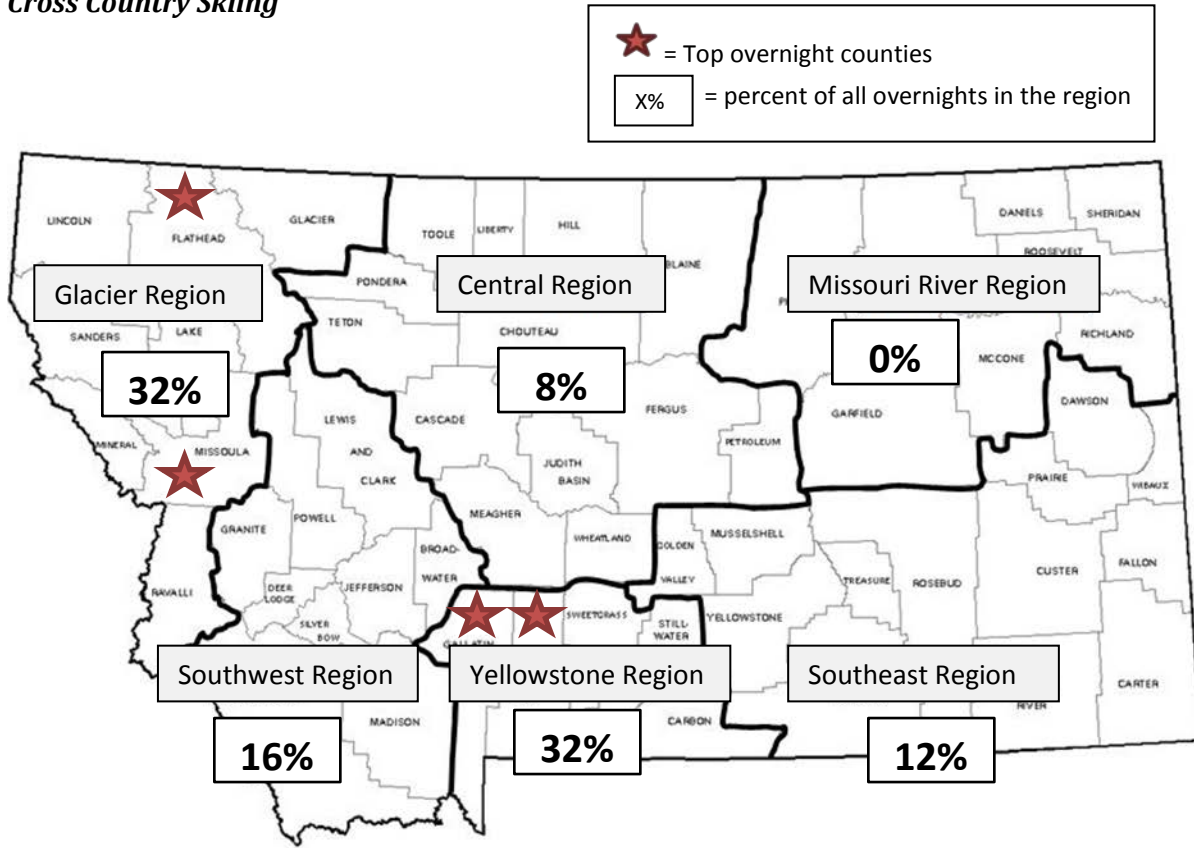 Cross Country Skiing
= Top overnight counties
X% = percent of all overnights in the region
LINCOLN
FLATHEAD
GLACIER
TOOLE
LIBERTY
HILL
BLAINE
DANIELS
SHERIDAN
ROOSEVELT
Glacier Region
PONDERA
Central Region
Missouri River Region
SANDERS
LAKE
TETON
CHOUTEAU
RICHLAND
32%
8%
0%
MCCONE
DAWSON
LEWIS
AND
CLARK
CASCADE
FERGUS
GARFIELD
PETROLEUM
MINERAL
MISSOULA
JUDITH
BASIN
PRAIRIE
WIBAUX
GRANITE
POWELL
MEAGHER
WHEATLAND
GOLDEN
VALLEY
MUSSELSHELL
BROAD-
WATER
RAVALLI
DEER
LODGE
JEFFERSON
TREASURE
ROSEBUD
CUSTER
FALLON
SILVER
BOW
GALLATIN
SWEETGRASS
STILL-
WATER
YELLOWSTONE
Southwest Region
Yellowstone Region
Southeast Region
CARTER
MADISON
CARBON
RIVER
16%
32%
12%